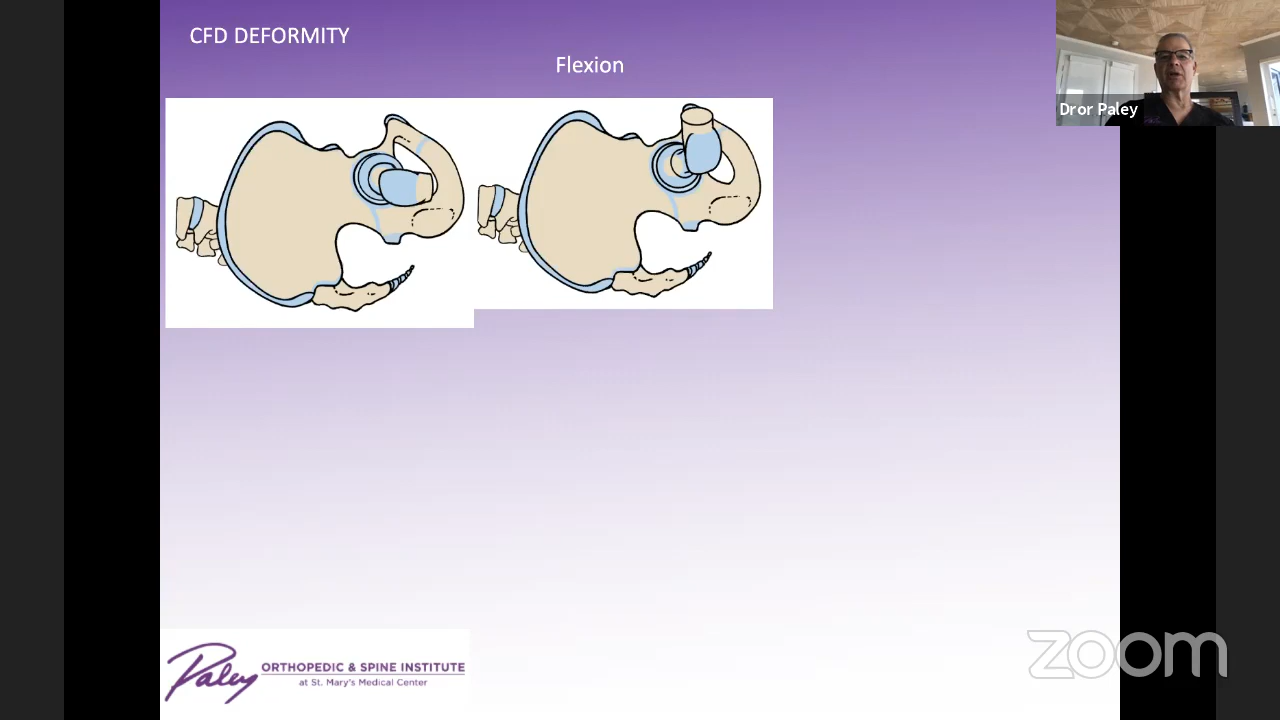 CFD DEFORMITY
Flexion
Dror Paley
Paley
ORTHOPEDIC & SPINE INSTITUTE
at St. Mary's Medical Center
zoom